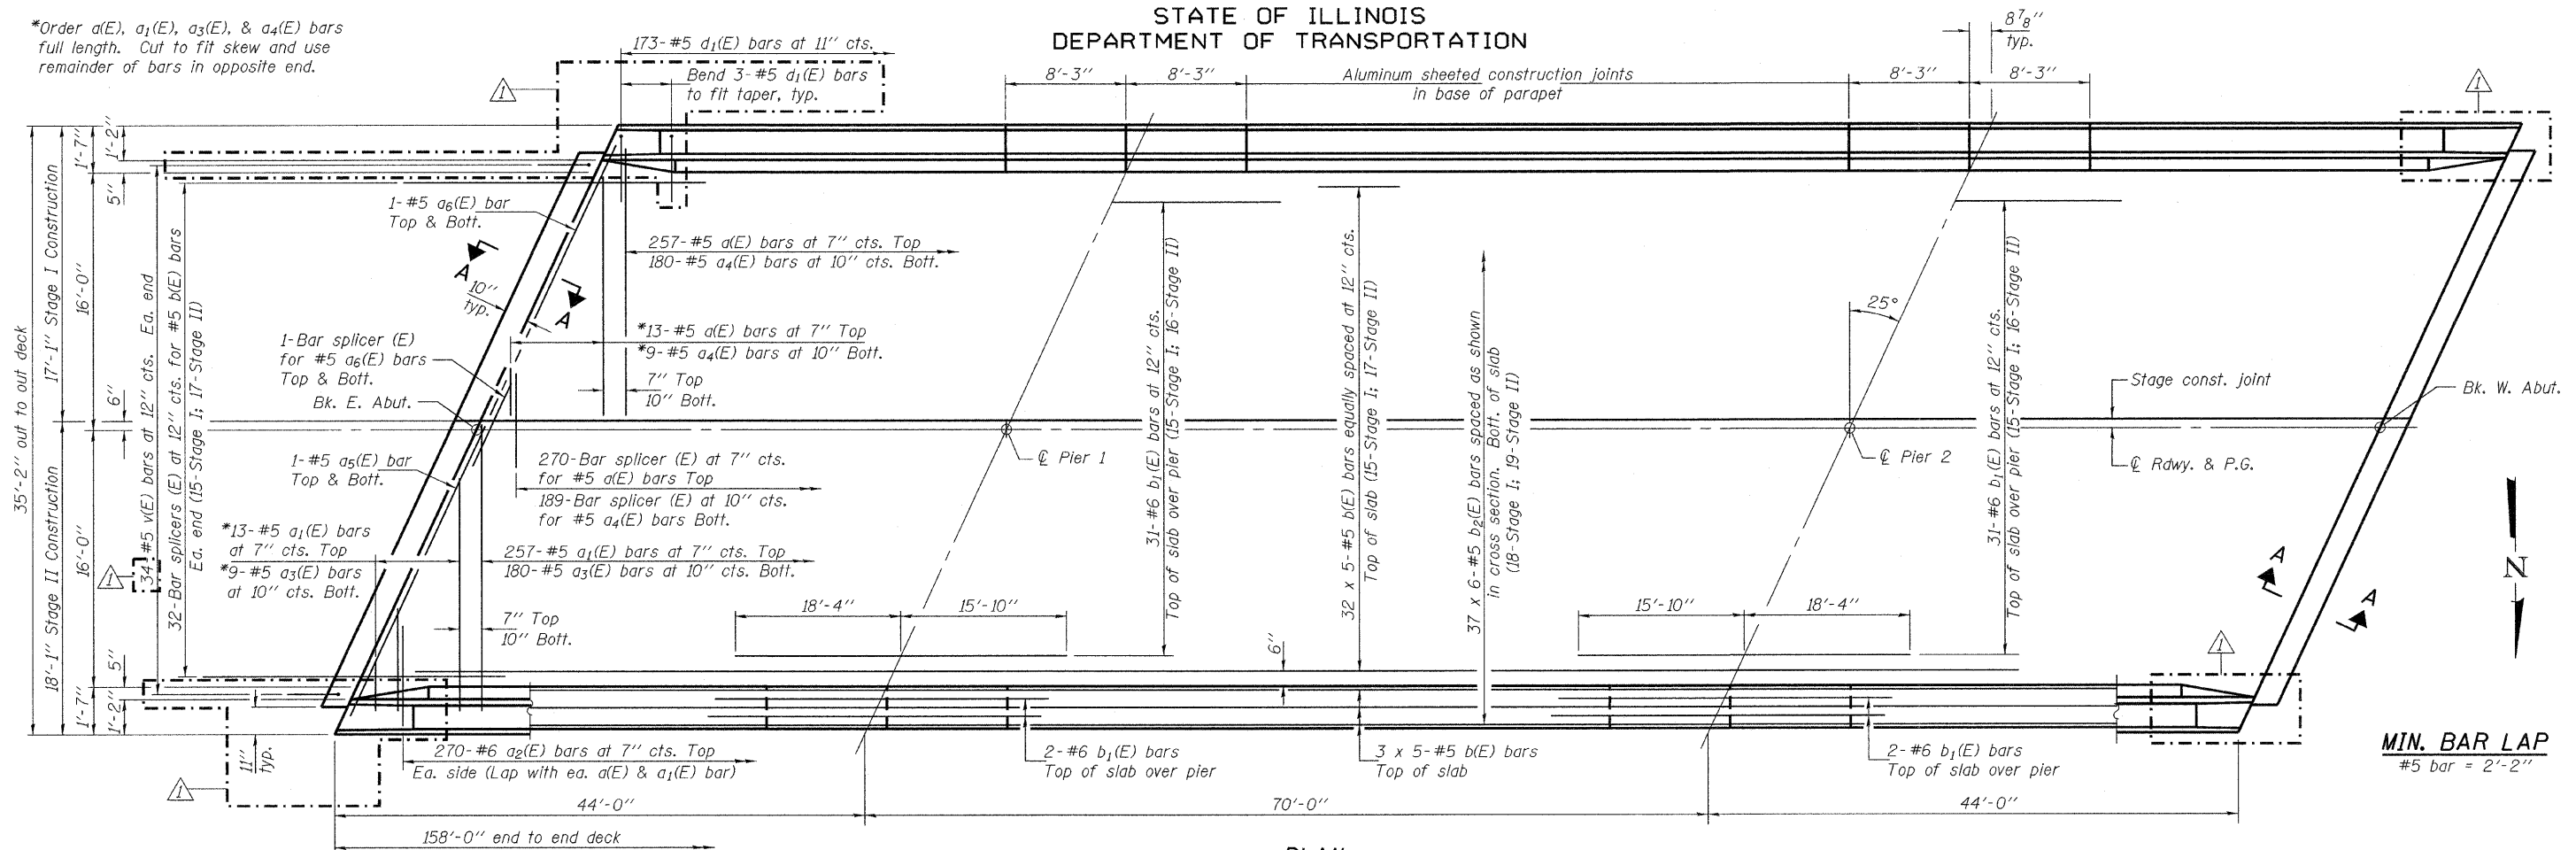 STATE OF ILLINOIS
DEPARTMENT OF TRANSPORTATION
*Order a(E), a1(E), a3(E), & a4(E) bars
full length. Cut to fit skew and use
remainder of bars in opposite end.
173-#5 d1(E) bars at 11" cts.
Bend 3-#5 d1(E) bars
to fit taper, typ.
1
8'-3"
8'-3"
Aluminum sheeted construction joints
in base of parapet
8'-3"
8'-3"
8⅞"
typ.
1
35'-2" out to out deck
17'-1" Stage I Construction
18'-1" Stage II Construction
1'-7"
1'-2"
5"
16'-0"
6"
16'-0"
5"
1'-7"
1'-2"
34-#5 v(E) bars at 12" cts. Ea. end
1
32-Bar splicers (E) at 12" cts. for #5 b(E) bars
Ea. end (15-Stage I; 17-Stage II)
1-#5 a6(E) bar
Top & Bott.
A
A
10"
typ.
257-#5 a(E) bars at 7" cts. Top
180-#5 a4(E) bars at 10" cts. Bott.
*13-#5 a(E) bars at 7" Top
*9-#5 a4(E) bars at 10" Bott.
7" Top
10" Bott.
1-Bar splicer (E)
for #5 a6(E) bars
Top & Bott.
Bk. E. Abut.
1-#5 a5(E) bar
Top & Bott.
270-Bar splicer (E) at 7" cts.
for #5 a(E) bars Top
189-Bar splicer (E) at 10" cts.
for #5 a4(E) bars Bott.
*13-#5 a1(E) bars
at 7" cts. Top
*9-#5 a3(E) bars
at 10" cts. Bott.
257-#5 a1(E) bars at 7" cts. Top
180-#5 a3(E) bars at 10" cts. Bott.
7" Top
10" Bott.
℄ Pier 1
31-#6 b1(E) bars at 12" cts.
Top of slab over pier (15-Stage I; 16-Stage II)
32 x 5-#5 b(E) bars equally spaced at 12" cts.
Top of slab (15-Stage I; 17-Stage II)
37 x 6-#5 b2(E) bars spaced as shown
in cross section. Bott. of slab
(18-Stage I; 19-Stage II)
25°
℄ Pier 2
31-#6 b1(E) bars at 12" cts.
Top of slab over pier (15-Stage I; 16-Stage II)
Stage const. joint
℄ Rdwy. & P.G.
Bk. W. Abut.
N
A
A
18'-4"
15'-10"
6"
15'-10"
18'-4"
1
11"
typ.
1
270-#6 a2(E) bars at 7" cts. Top
Ea. side (Lap with ea. a(E) & a1(E) bar)
2-#6 b1(E) bars
Top of slab over pier
3 x 5-#5 b(E) bars
Top of slab
2-#6 b1(E) bars
Top of slab over pier
MIN. BAR LAP
#5 bar = 2'-2"
44'-0"
70'-0"
44'-0"
158'-0" end to end deck